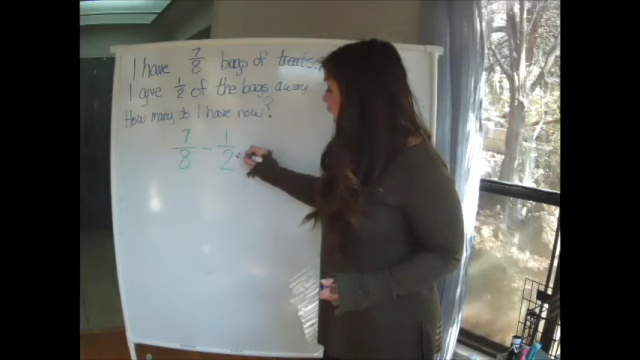 I have 7/8 bags of treats.
I give 1/2 of the bags away
How many do I have now?
7/8 - 1/2